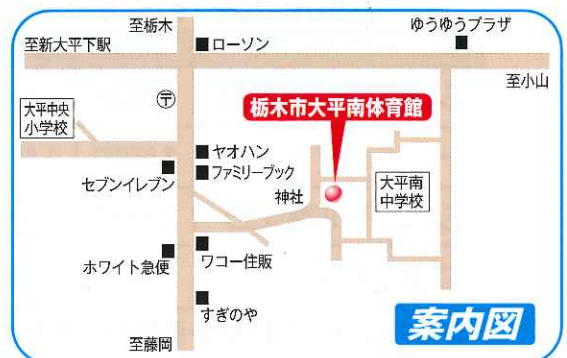 至栃木
ゆうゆうプラザ
至新大平下駅
ローソン
至小山
〒
栃木市大平南体育館
大平中央
小学校
ヤオハン
ファミリーブック
セブンイレブン
神社
大平南
中学校
ホワイト急便
ワコー住販
すぎのや
案内図
至藤岡